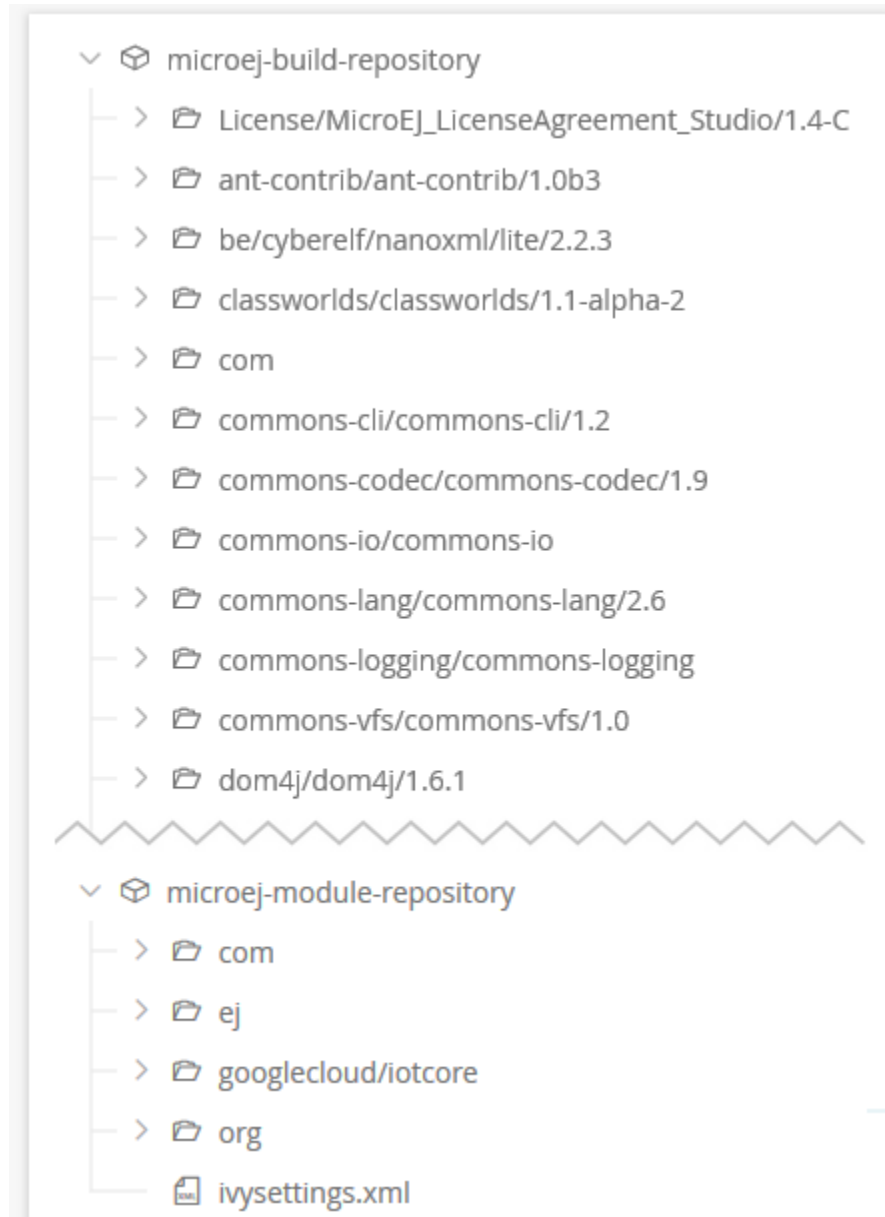 microej-build-repository
License/MicroEJ_LicenseAgreement_Studio/1.4-C
ant-contrib/ant-contrib/1.0b3
be/cyberelf/nanoxml/lite/2.2.3
classworlds/classworlds/1.1-alpha-2
com
commons-cli/commons-cli/1.2
commons-codec/commons-codec/1.9
commons-io/commons-io
commons-lang/commons-lang/2.6
commons-logging/commons-logging
commons-vfs/commons-vfs/1.0
dom4j/dom4j/1.6.1
microej-module-repository
com
ej
googlecloud/iotcore
org
ivysettings.xml